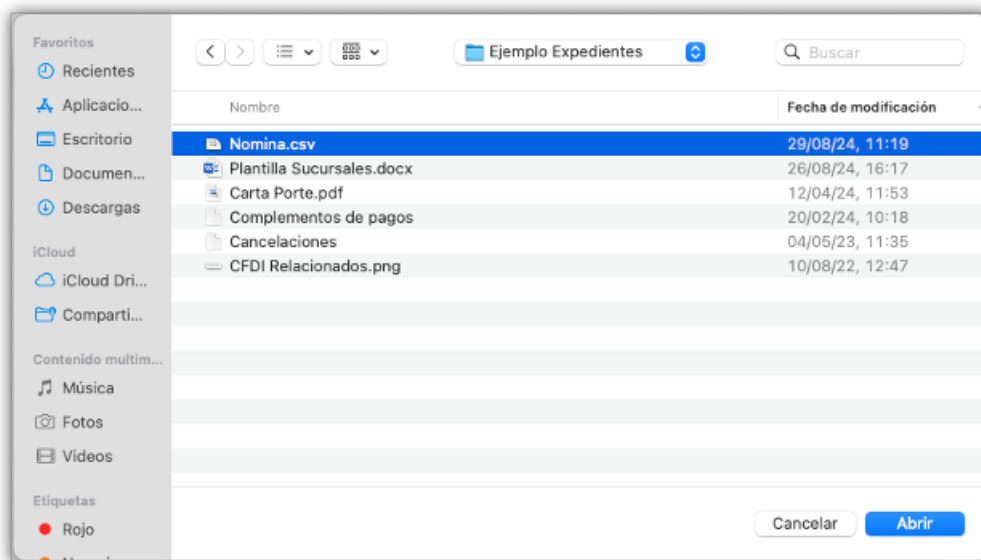 Favoritos
Recientes
Aplicacio...
Escritorio
Documen...
Descargas
iCloud
iCloud Dri...
Comparti...
Contenido multim...
Música
Fotos
Videos
Etiquetas
Rojo
Ejemplo Expedientes
Buscar
Nombre Fecha de modificación
Nomina.csv 29/08/24, 11:19
Plantilla Sucursales.docx 26/08/24, 16:17
Carta Porte.pdf 12/04/24, 11:53
Complementos de pagos 20/02/24, 10:18
Cancelaciones 04/05/23, 11:35
CFDI Relacionados.png 10/08/22, 12:47
Cancelar Abrir